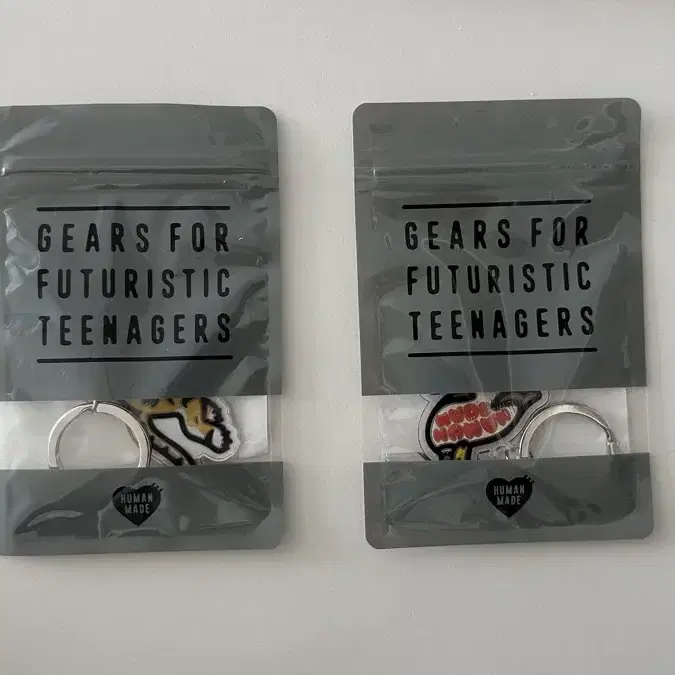 GEARS FOR
FUTURISTIC
TEENAGERS
HUMAN
MADE
GEARS FOR
FUTURISTIC
TEENAGERS
HUMAN
MADE